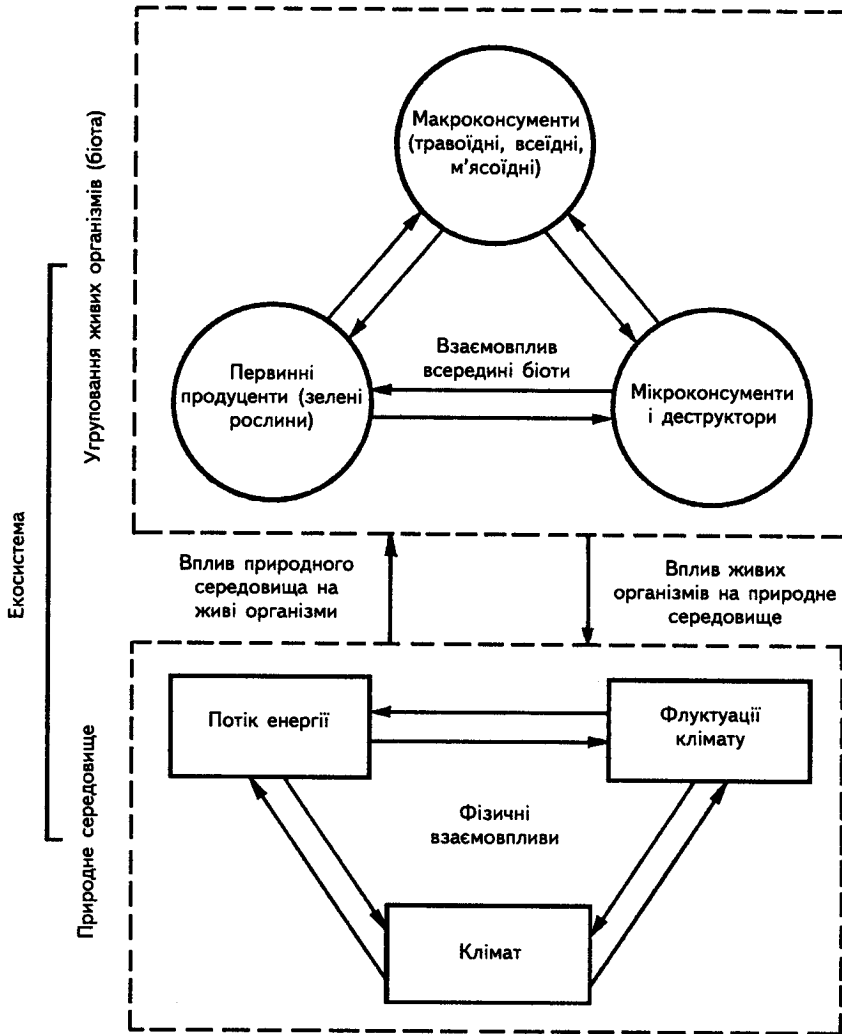 Екосистема
Угруповання живих організмів (біота)
Макроконсументи
(травоїдні, всеїдні,
м'ясоїдні)
Первинні
продуценти (зелені
рослини)
Взаємовплив
всередині біоти
Мікроконсументи
і деструктори
Вплив природного
середовища на
живі організми
Вплив живих
організмів на природне
середовище
Природне середовище
Потік енергії
Флуктуації
клімату
Фізичні
взаємовпливи
Клімат